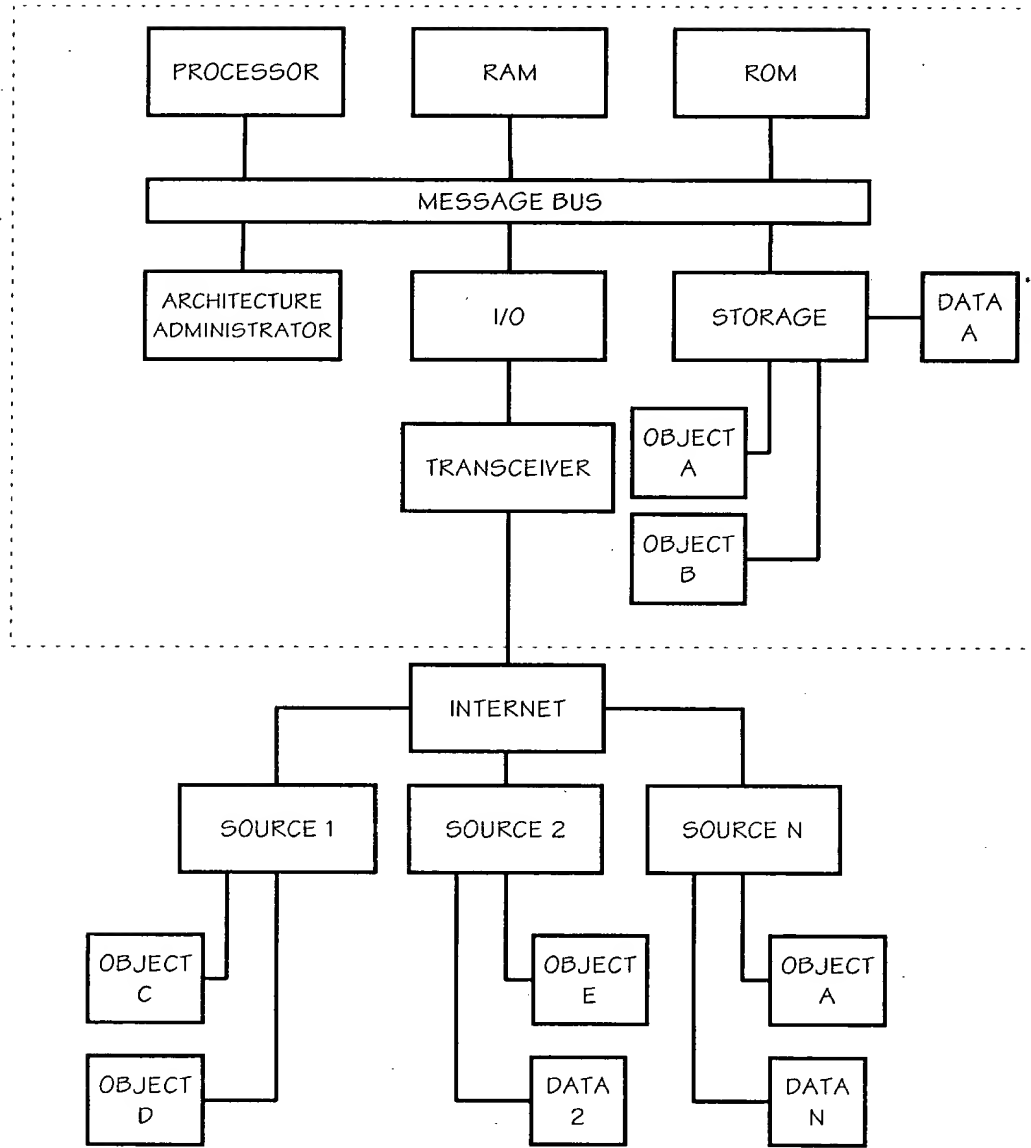 PROCESSOR
RAM
ROM
MESSAGE BUS
ARCHITECTURE
ADMINISTRATOR
I/O
STORAGE
DATA
A
OBJECT
A
TRANSCEIVER
OBJECT
B
INTERNET
SOURCE 1
SOURCE 2
SOURCE N
OBJECT
C
OBJECT
E
OBJECT
A
OBJECT
D
DATA
2
DATA
N